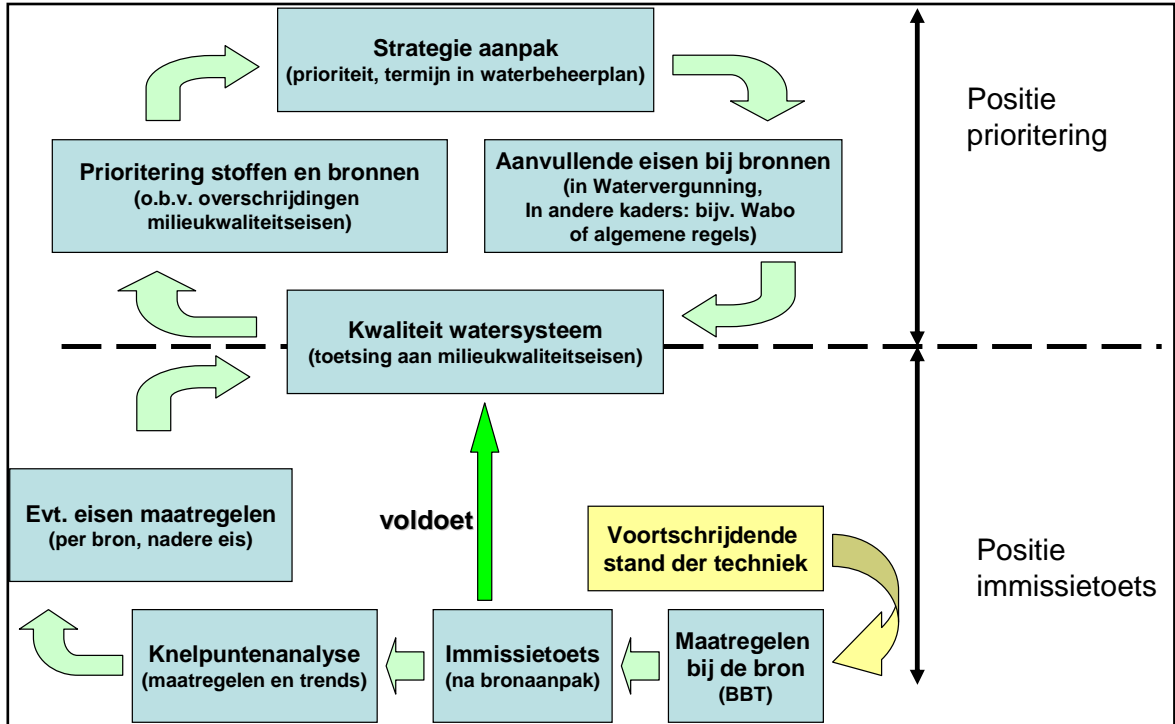 Strategie aanpak
(prioriteit, termijn in waterbeheerplan)
Positie
prioritering
Prioritering stoffen en bronnen
(o.b.v. overschrijdingen
milieukwaliteitseisen)
Aanvullende eisen bij bronnen
(in Watervergunning,
In andere kaders: bijv. Wabo
of algemene regels)
Kwaliteit watersysteem
(toetsing aan milieukwaliteitseisen)
Evt. eisen maatregelen
(per bron, nadere eis)
voldoet
Voortschrijdende
stand der techniek
Positie
immissietoets
Knelpuntenanalyse
(maatregelen en trends)
Immissietoets
(na bronaanpak)
Maatregelen
bij de bron
(BBT)